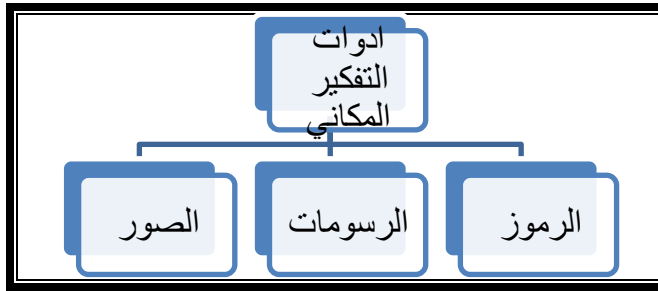 ادوات
التفكير
المكاني
الرموز
الرسومات
الصور